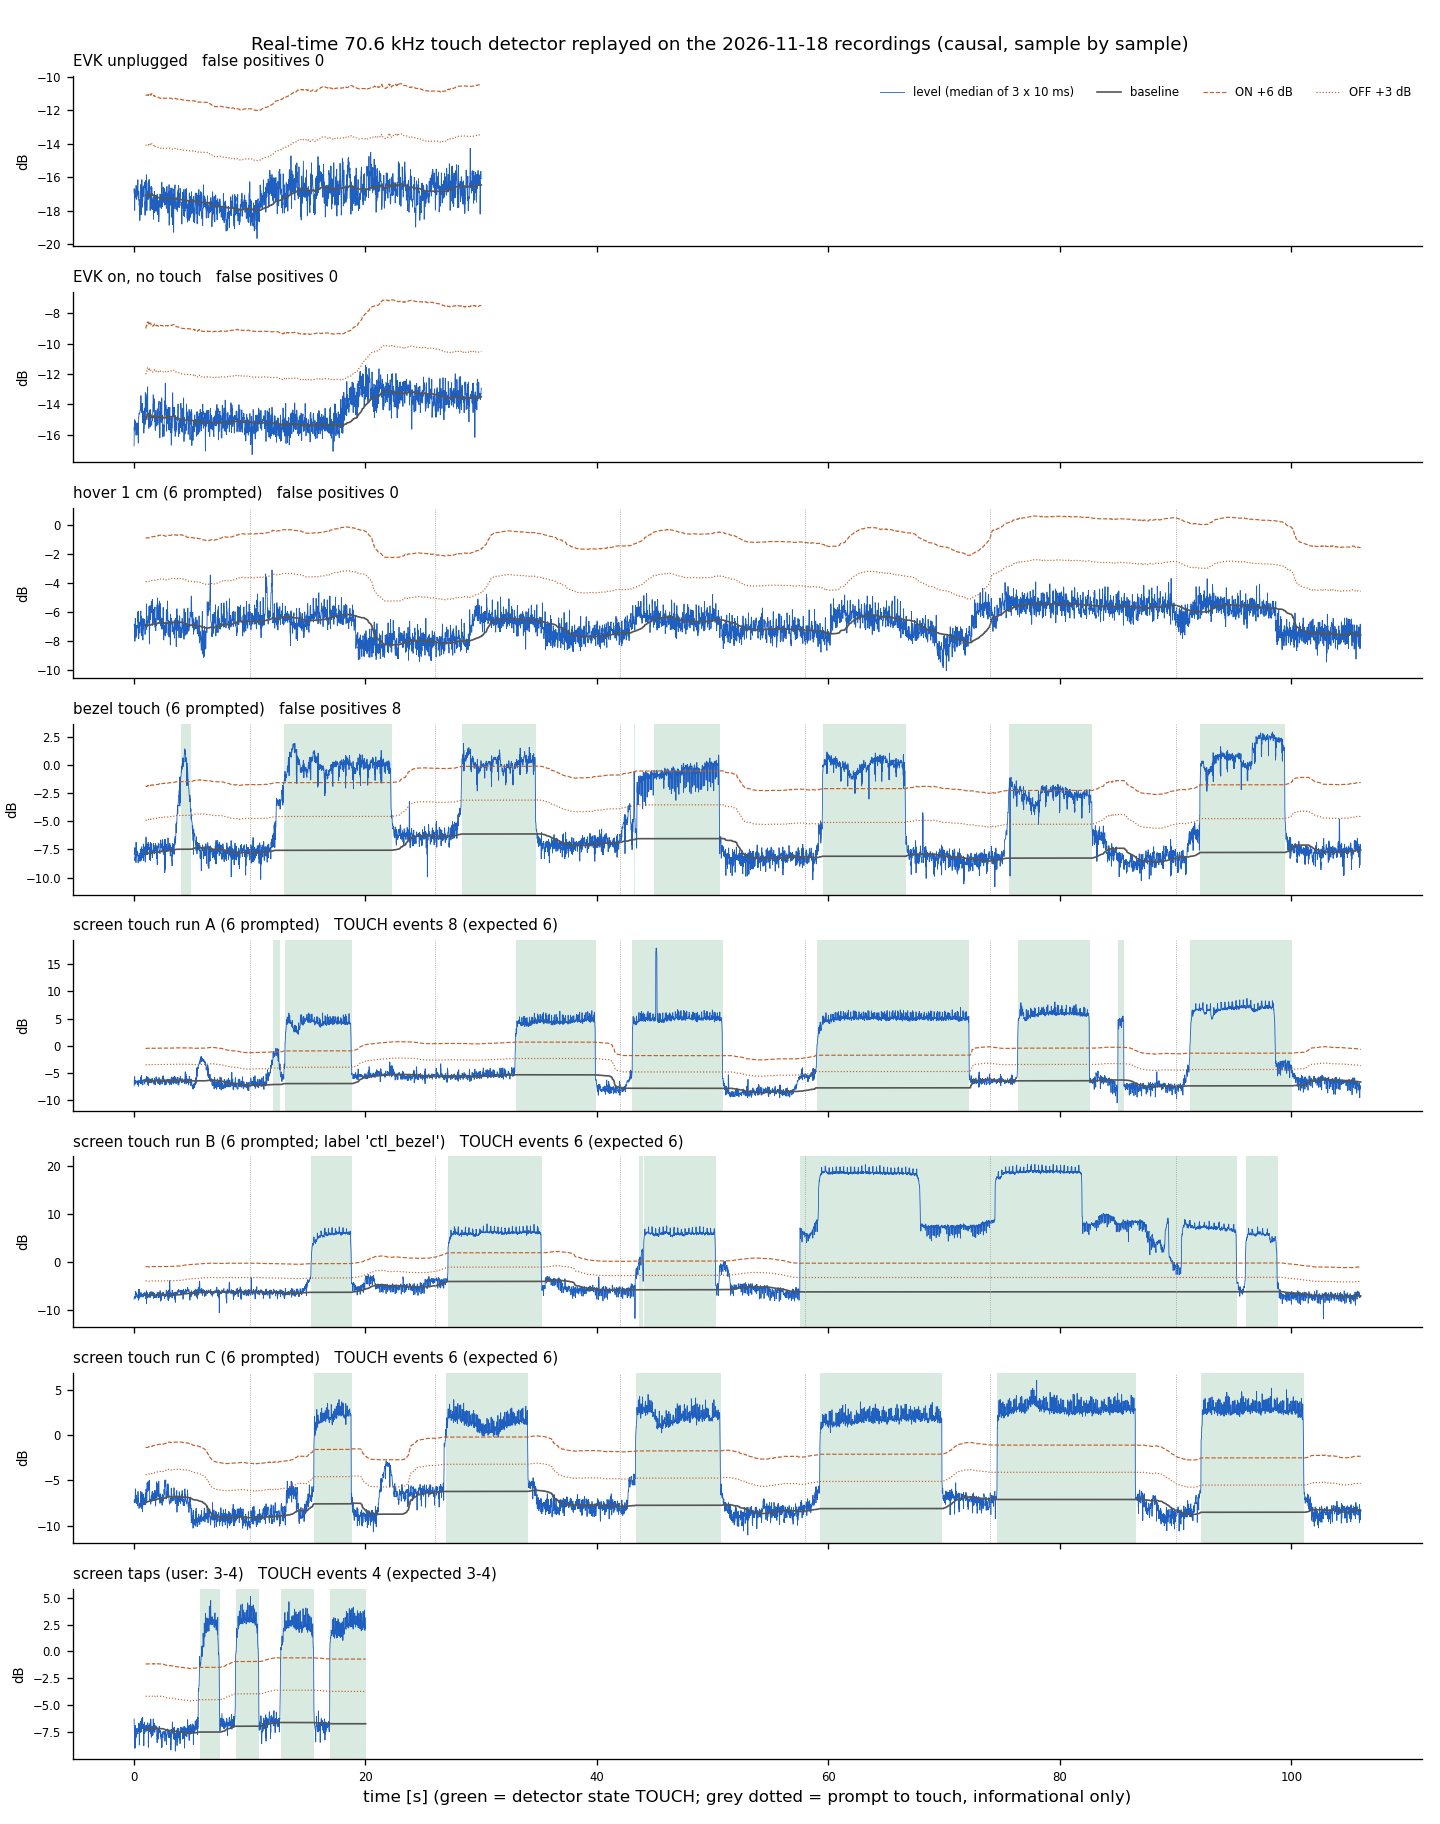 Real-time 70.6 kHz touch detector replayed on the 2026-11-18 recordings (causal, sample by sample)
EVK unplugged   false positives 0
level (median of 3 x 10 ms)   baseline   ON +6 dB   OFF +3 dB
−10
−12
−14
−16
−18
−20
dB
EVK on, no touch   false positives 0
−8
−10
−12
−14
−16
dB
hover 1 cm (6 prompted)   false positives 0
0
−2
−4
−6
−8
−10
dB
bezel touch (6 prompted)   false positives 8
2.5
0.0
−2.5
−5.0
−7.5
−10.0
dB
screen touch run A (6 prompted)   TOUCH events 8 (expected 6)
15
10
5
0
−5
−10
dB
screen touch run B (6 prompted; label 'ctl_bezel')   TOUCH events 6 (expected 6)
20
10
0
−10
dB
screen touch run C (6 prompted)   TOUCH events 6 (expected 6)
5
0
−5
−10
dB
screen taps (user: 3-4)   TOUCH events 4 (expected 3-4)
5.0
2.5
0.0
−2.5
−5.0
−7.5
dB
0 20 40 60 80 100
time [s] (green = detector state TOUCH; grey dotted = prompt to touch, informational only)